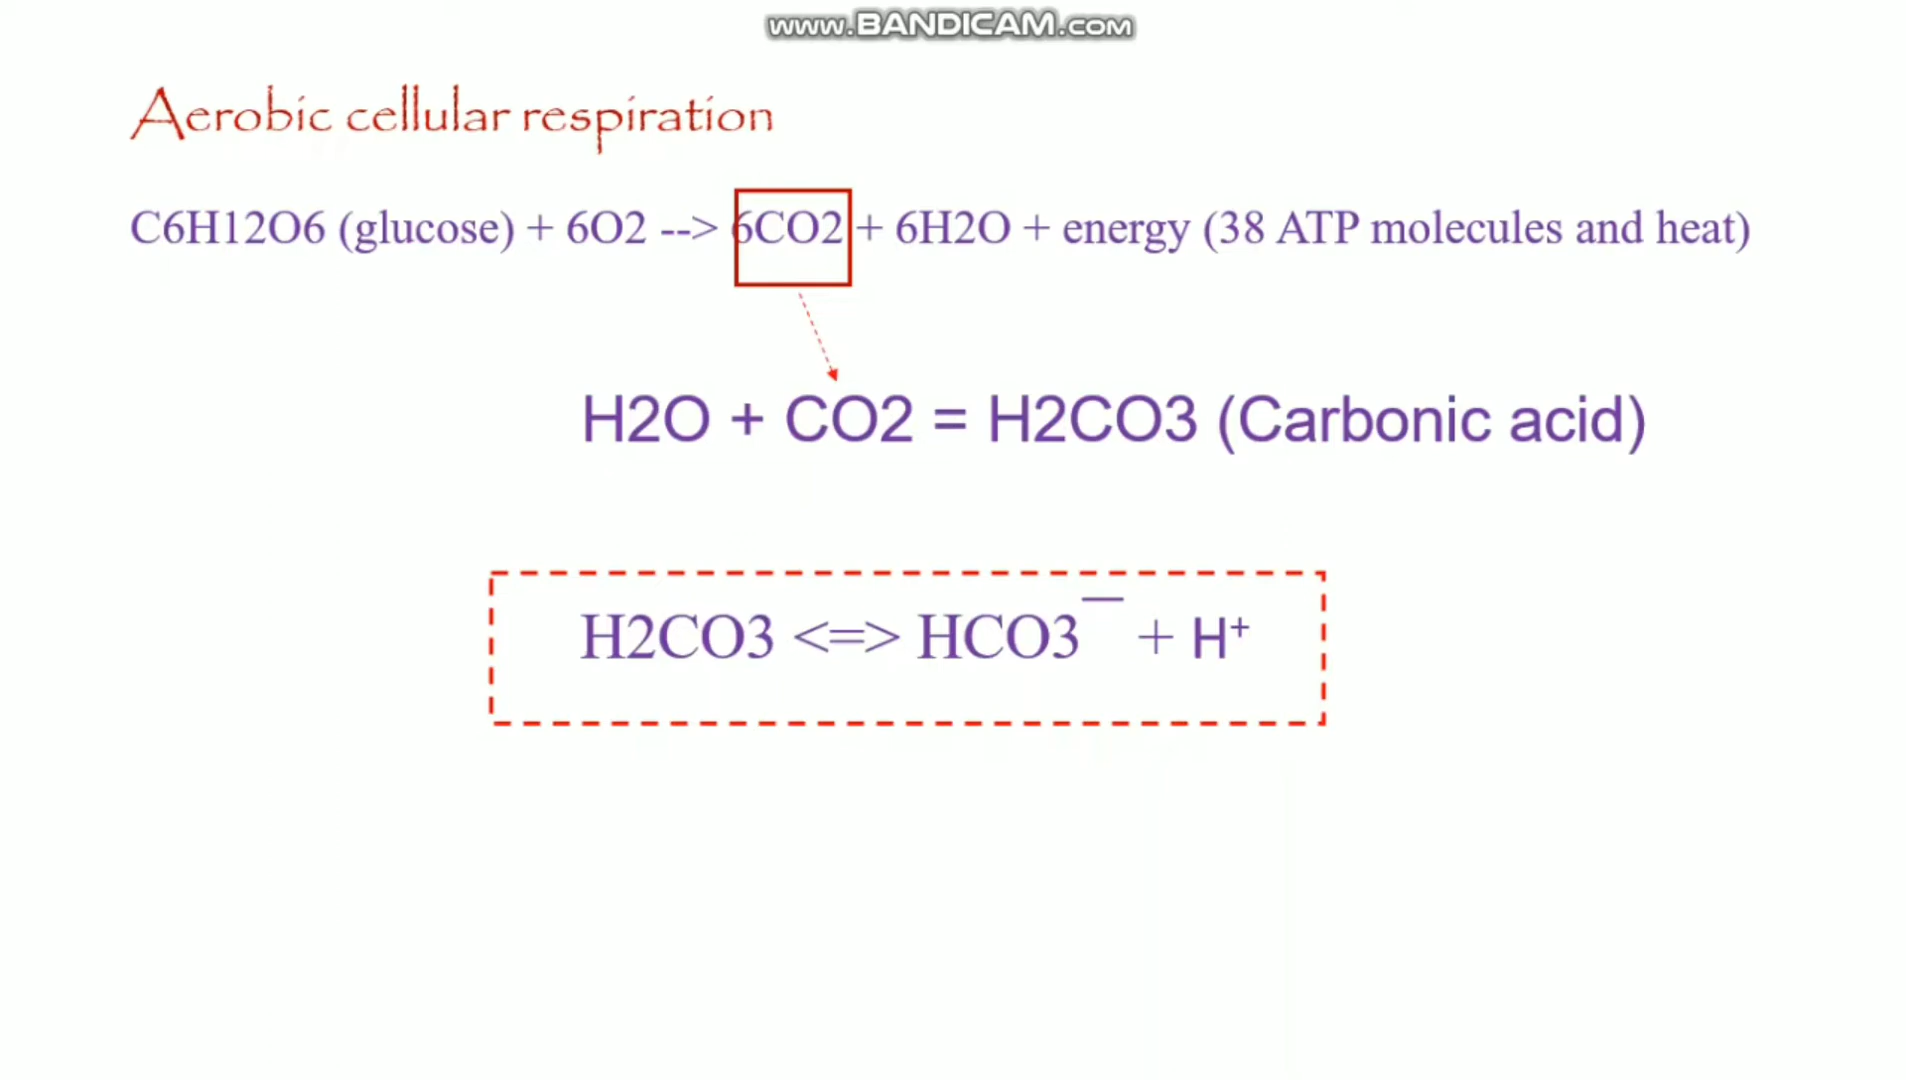 www.BANDICAM.com
Aerobic cellular respiration
C6H12O6 (glucose) + 6O2 --> 6CO2 + 6H2O + energy (38 ATP molecules and heat)
H2O + CO2 = H2CO3 (Carbonic acid)
H2CO3 <=> HCO3¯ + H⁺